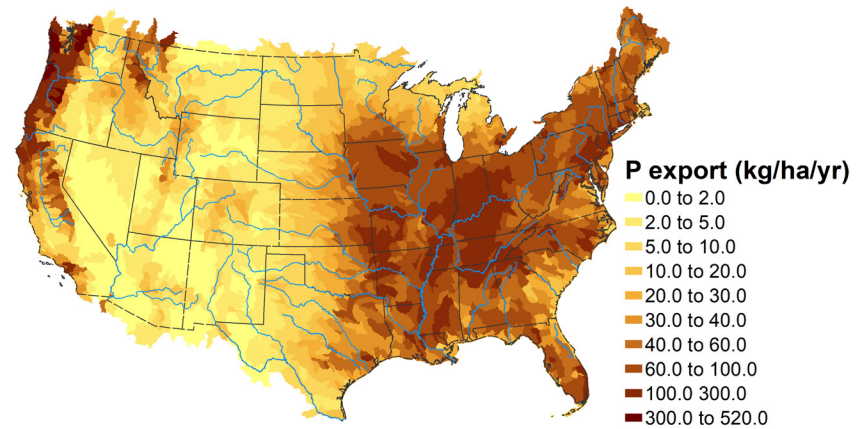 P export (kg/ha/yr)
0.0 to 2.0
2.0 to 5.0
5.0 to 10.0
10.0 to 20.0
20.0 to 30.0
30.0 to 40.0
40.0 to 60.0
60.0 to 100.0
100.0 300.0
300.0 to 520.0